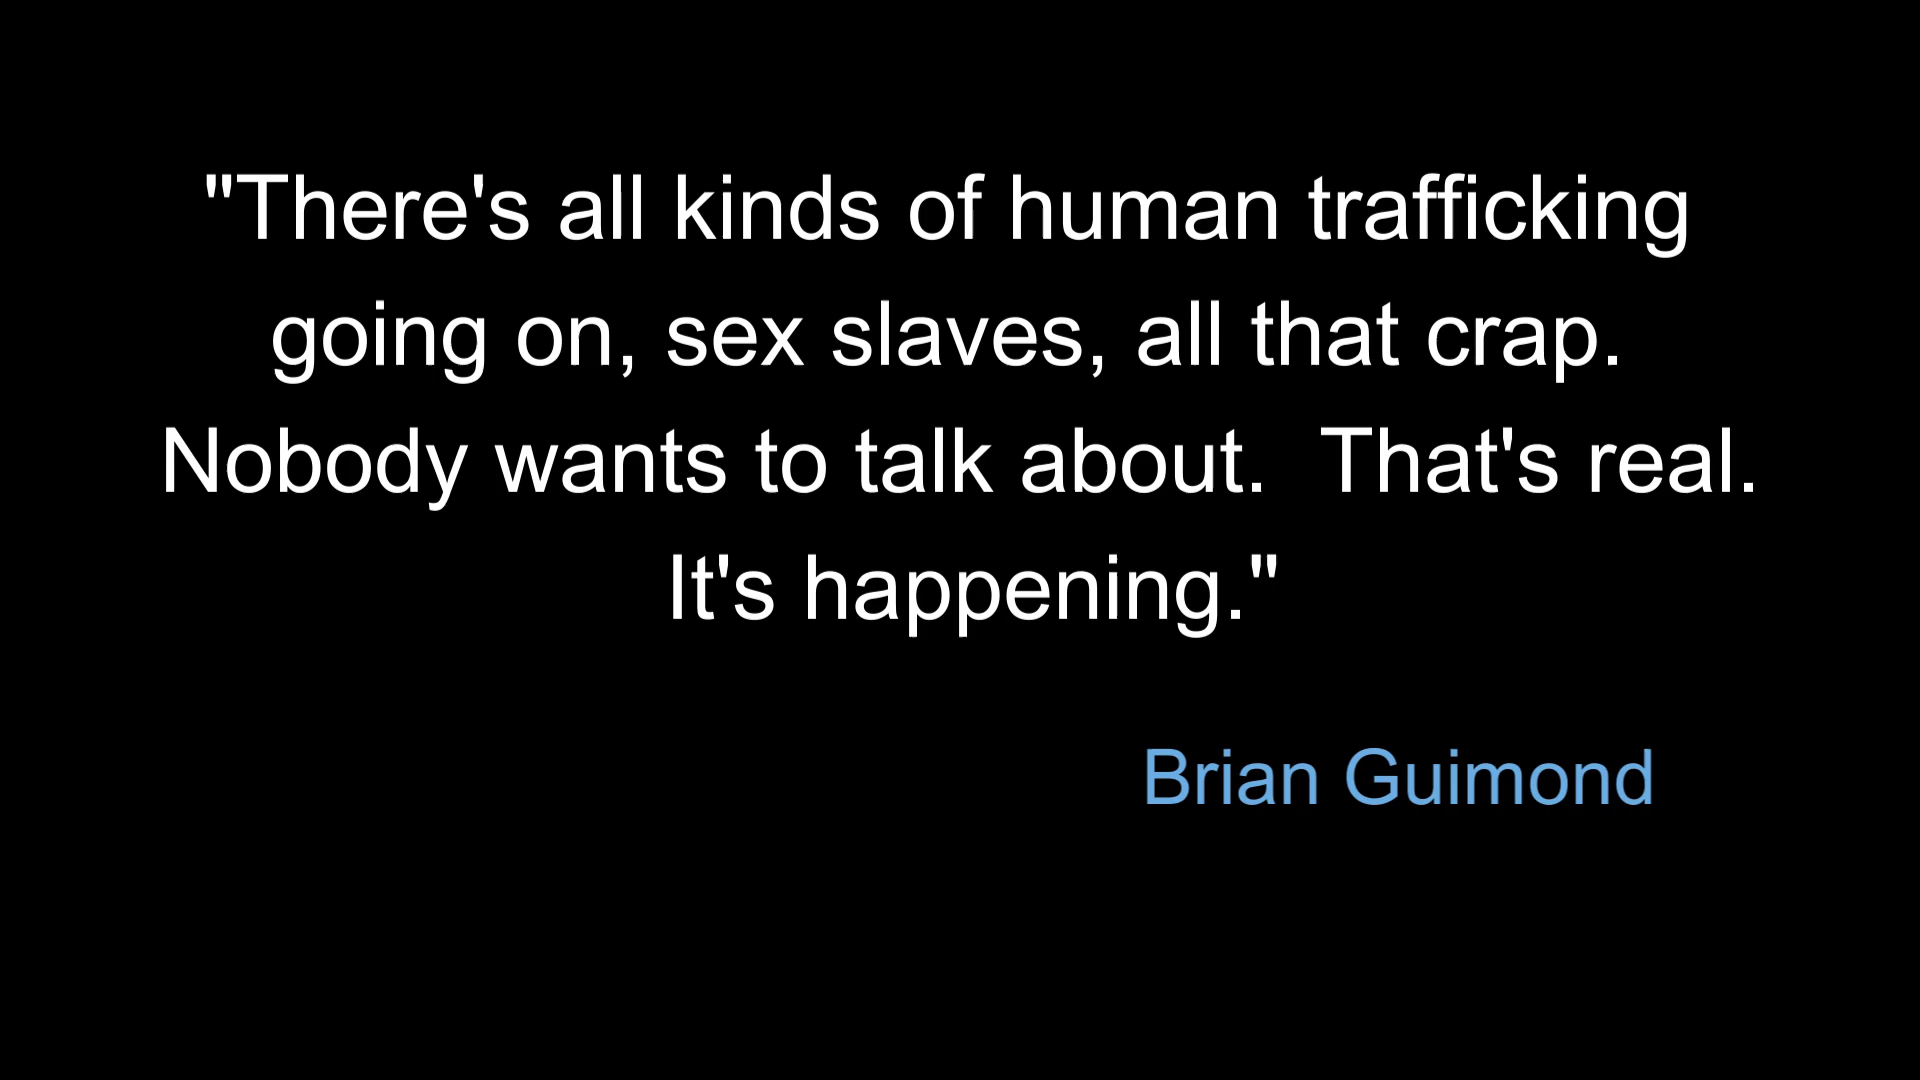 "There's all kinds of human trafficking
going on, sex slaves, all that crap.
Nobody wants to talk about.  That's real.
It's happening."
Brian Guimond